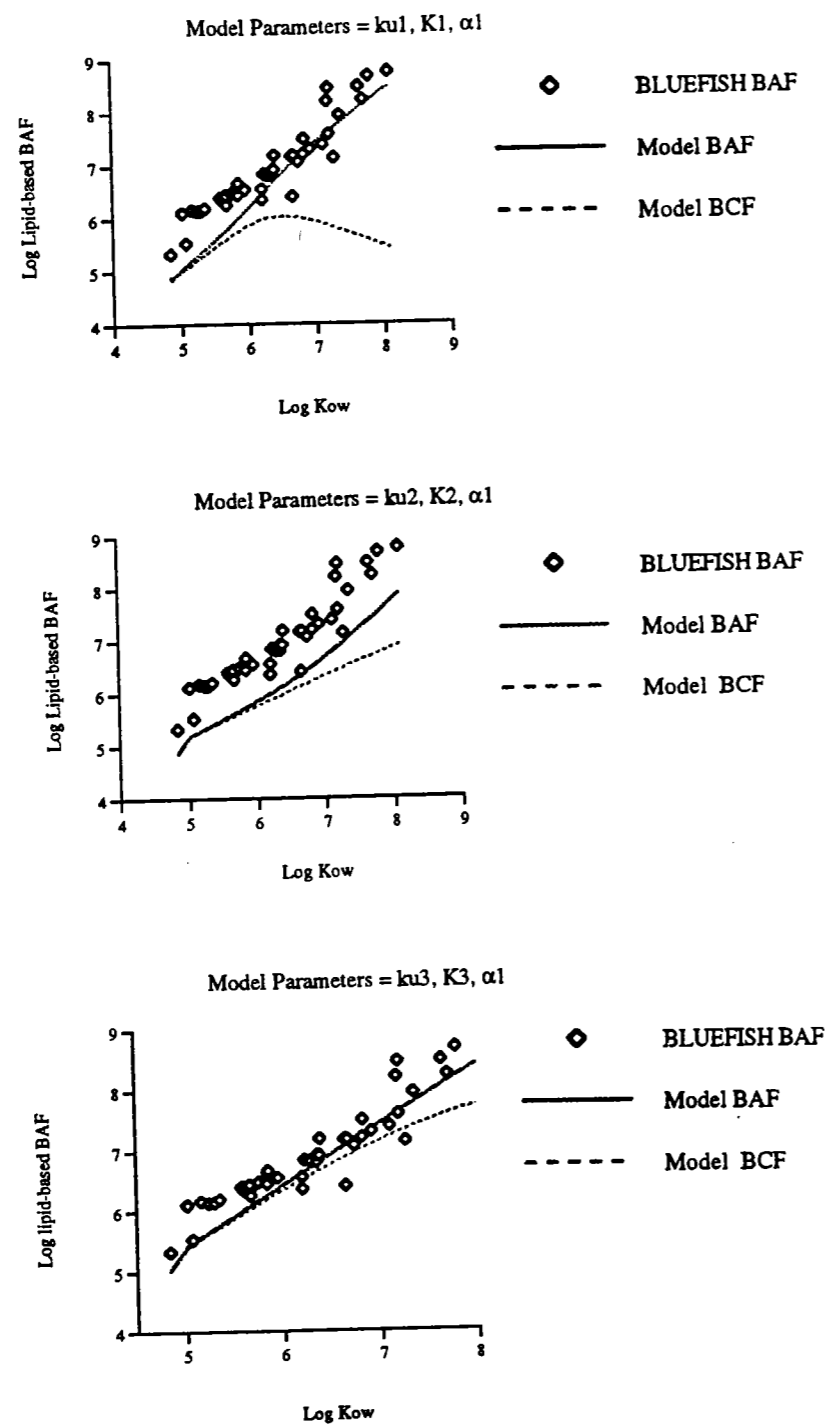 Model Parameters = ku1, K1, α1
9
8
7
6
5
4
4 5 6 7 8 9
Log Lipid-based BAF
Log Kow
BLUEFISH BAF
Model BAF
Model BCF
Model Parameters = ku2, K2, α1
9
8
7
6
5
4
4 5 6 7 8 9
Log Lipid-based BAF
Log Kow
BLUEFISH BAF
Model BAF
Model BCF
Model Parameters = ku3, K3, α1
9
8
7
6
5
4
5 6 7 8
Log lipid-based BAF
Log Kow
BLUEFISH BAF
Model BAF
Model BCF